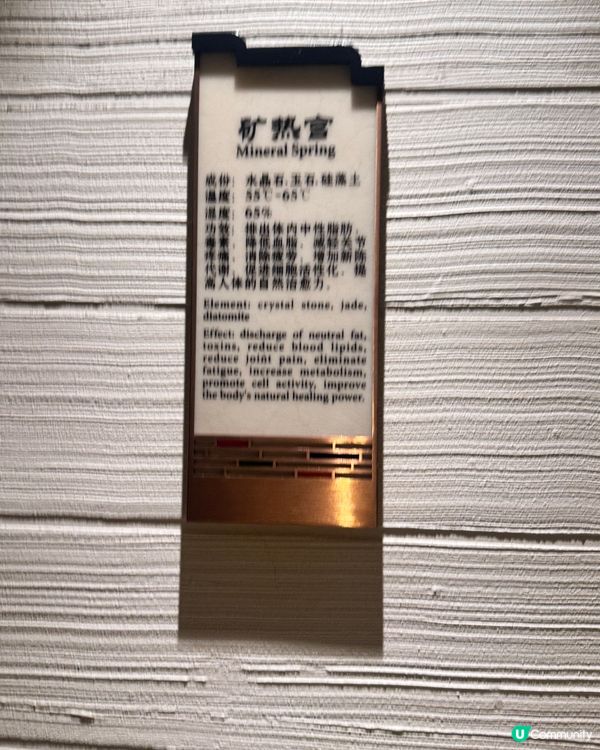 矿热宫
Mineral Spring
成份：水晶石.玉石.硅藻土
温度：55℃-65℃
湿度：65%
功效：排出体内中性脂肪、
毒素，降低血脂，减轻关节
疼痛，消除疲劳，增加新陈
代谢，促进细胞活性化，提
高人体的自然治愈力.
Element: crystal stone, jade,
diatomite
Effect: discharge of neutral fat,
toxins, reduce blood lipids,
reduce joint pain, eliminate
fatigue, increase metabolism,
promote cell activity, improve
the body's natural healing power.
U Community